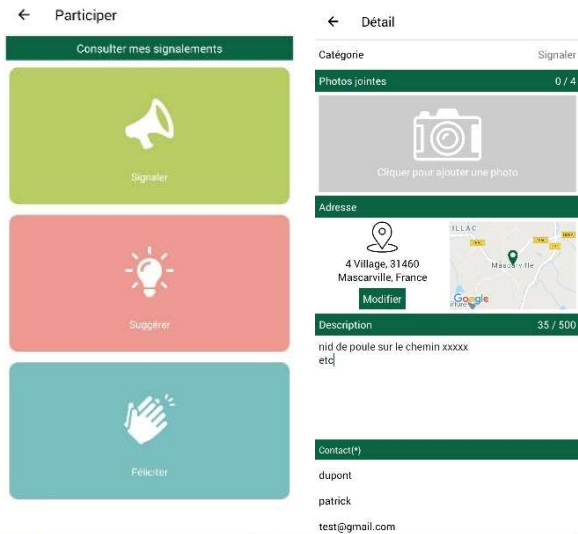 Participer
Consulter mes signalements
Signaler
Suggérer
Féliciter
Détail
Catégorie Signaler
Photos jointes 0 / 4
Cliquer pour ajouter une photo
Adresse
4 Village, 31460
Mascarville, France
Modifier
ILLAC
Mascarville
Google
Description 35 / 500
nid de poule sur le chemin xxxxx
etc
Contact(*)
dupont
patrick
test@gmail.com